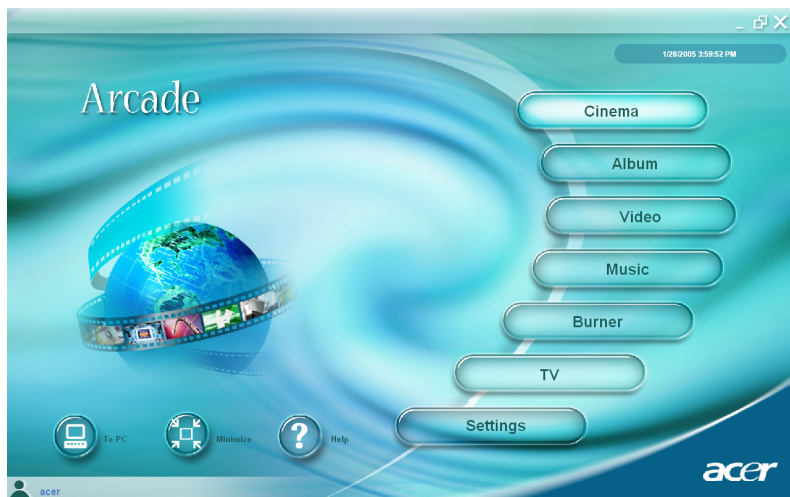 1/28/2005 3:59:52 PM
Arcade
Cinema
Album
Video
Music
Burner
TV
Settings
To PC
Minimize
Help
acer
acer